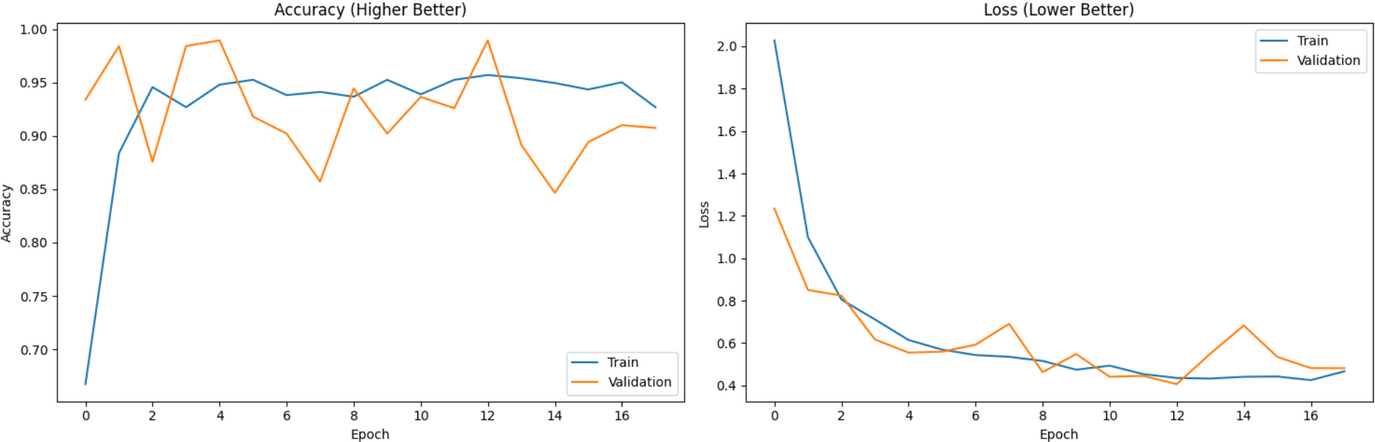 Accuracy (Higher Better)
1.00
0.95
0.90
0.85
0.80
0.75
0.70
Accuracy
0 2 4 6 8 10 12 14 16
Epoch
Train
Validation
Loss (Lower Better)
2.0
1.8
1.6
1.4
1.2
1.0
0.8
0.6
0.4
Loss
0 2 4 6 8 10 12 14 16
Epoch
Train
Validation